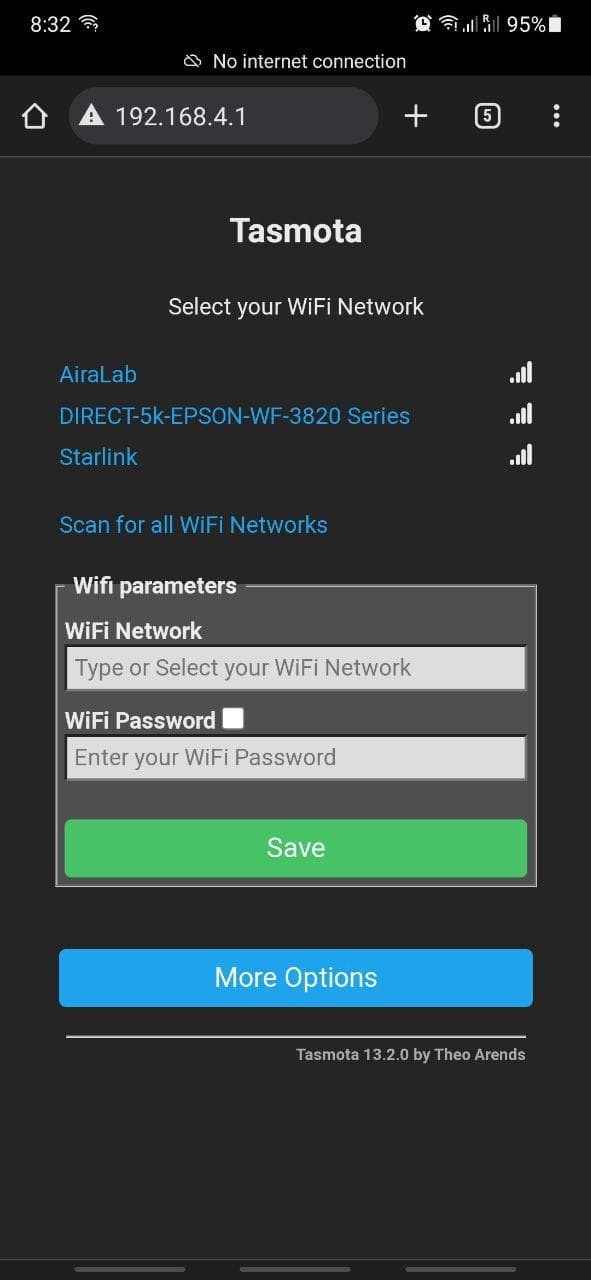 8:32
R
95%
No internet connection
192.168.4.1
5
Tasmota
Select your WiFi Network
AiraLab
DIRECT-5k-EPSON-WF-3820 Series
Starlink
Scan for all WiFi Networks
Wifi parameters
WiFi Network
Type or Select your WiFi Network
WiFi Password
Enter your WiFi Password
Save
More Options
Tasmota 13.2.0 by Theo Arends